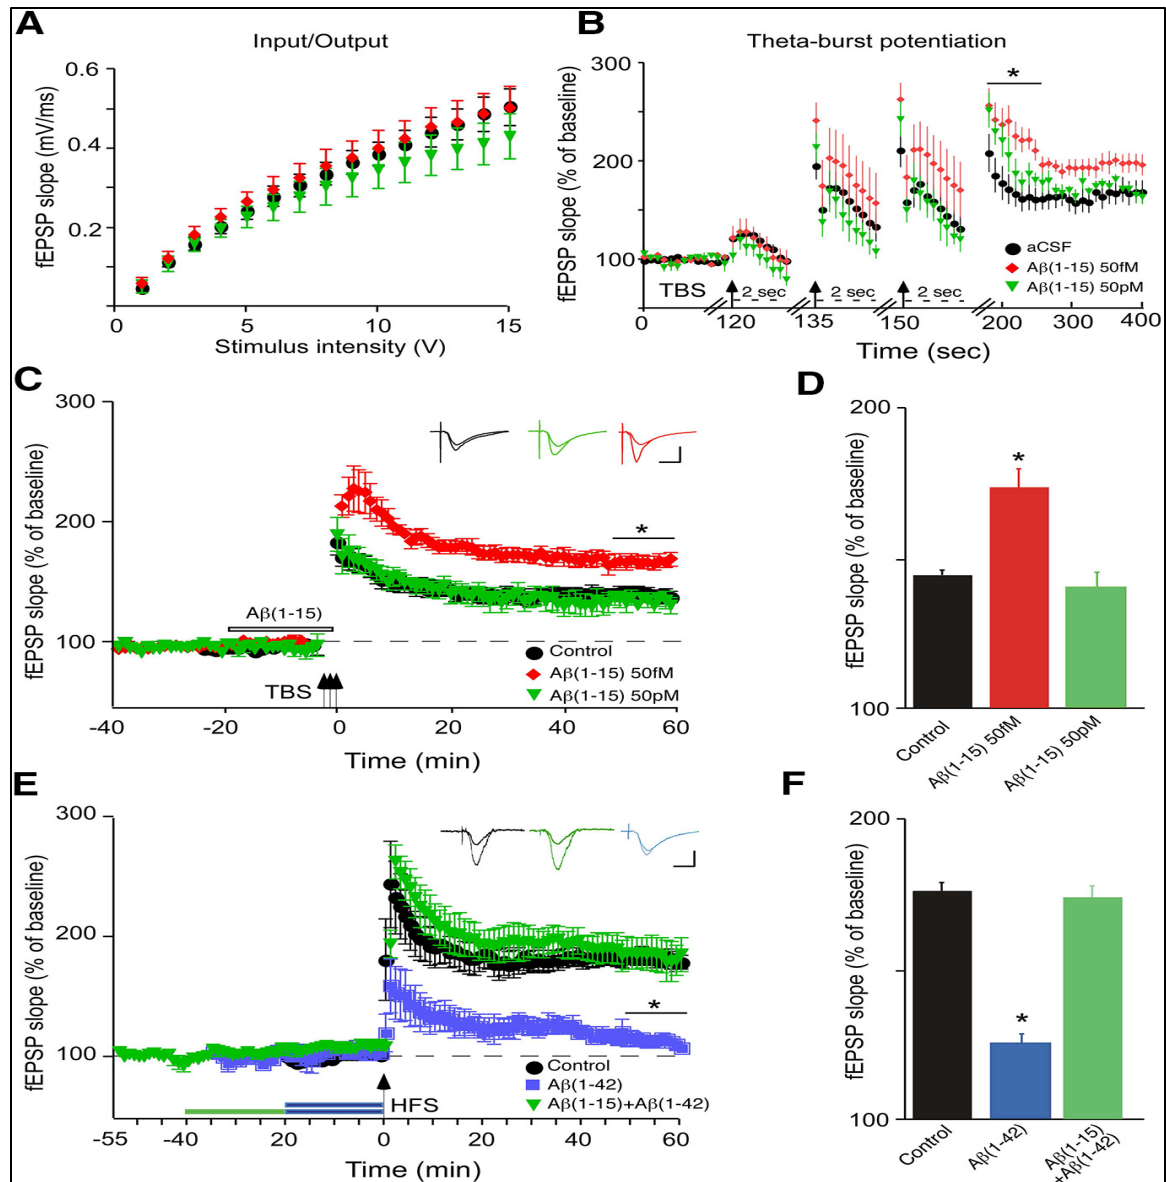 A
Input/Output
fEPSP slope (mV/ms)
0.6
0.4
0.2
0
5
10
15
Stimulus intensity (V)
B
Theta-burst potentiation
fEPSP slope (% of baseline)
300
200
100
*
aCSF
Aβ(1-15) 50fM
Aβ(1-15) 50pM
TBS
2 sec
2 sec
2 sec
0
120
135
150
200
300
400
Time (sec)
C
fEPSP slope (% of baseline)
300
200
100
*
Aβ(1-15)
TBS
Control
Aβ(1-15) 50fM
Aβ(1-15) 50pM
-40
-20
0
20
40
60
Time (min)
D
fEPSP slope (% of baseline)
200
100
*
Control
Aβ(1-15) 50fM
Aβ(1-15) 50pM
E
fEPSP slope (% of baseline)
300
200
100
*
HFS
Control
Aβ(1-42)
Aβ(1-15)+Aβ(1-42)
-55
-40
-20
0
20
40
60
Time (min)
F
fEPSP slope (% of baseline)
200
100
*
Control
Aβ(1-42)
Aβ(1-15)
+Aβ(1-42)